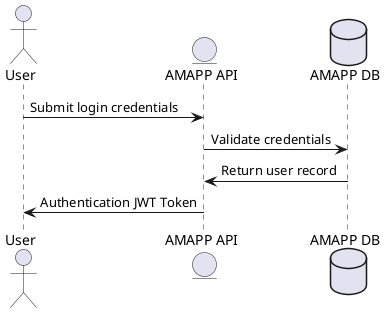 User
AMAPP API
AMAPP DB
Submit login credentials
Validate credentials
Return user record
Authentication JWT Token
User
AMAPP API
AMAPP DB